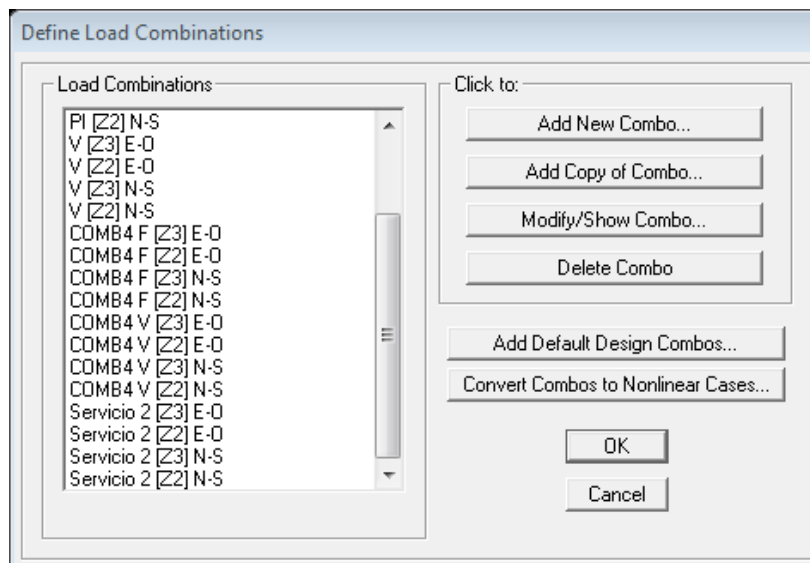 Define Load Combinations
Load Combinations
PI [Z2] N-S
V [Z3] E-O
V [Z2] E-O
V [Z3] N-S
V [Z2] N-S
COMB4 F [Z3] E-O
COMB4 F [Z2] E-O
COMB4 F [Z3] N-S
COMB4 F [Z2] N-S
COMB4 V [Z3] E-O
COMB4 V [Z2] E-O
COMB4 V [Z3] N-S
COMB4 V [Z2] N-S
Servicio 2 [Z3] E-O
Servicio 2 [Z2] E-O
Servicio 2 [Z3] N-S
Servicio 2 [Z2] N-S
Click to:
Add New Combo...
Add Copy of Combo...
Modify/Show Combo...
Delete Combo
Add Default Design Combos...
Convert Combos to Nonlinear Cases...
OK
Cancel